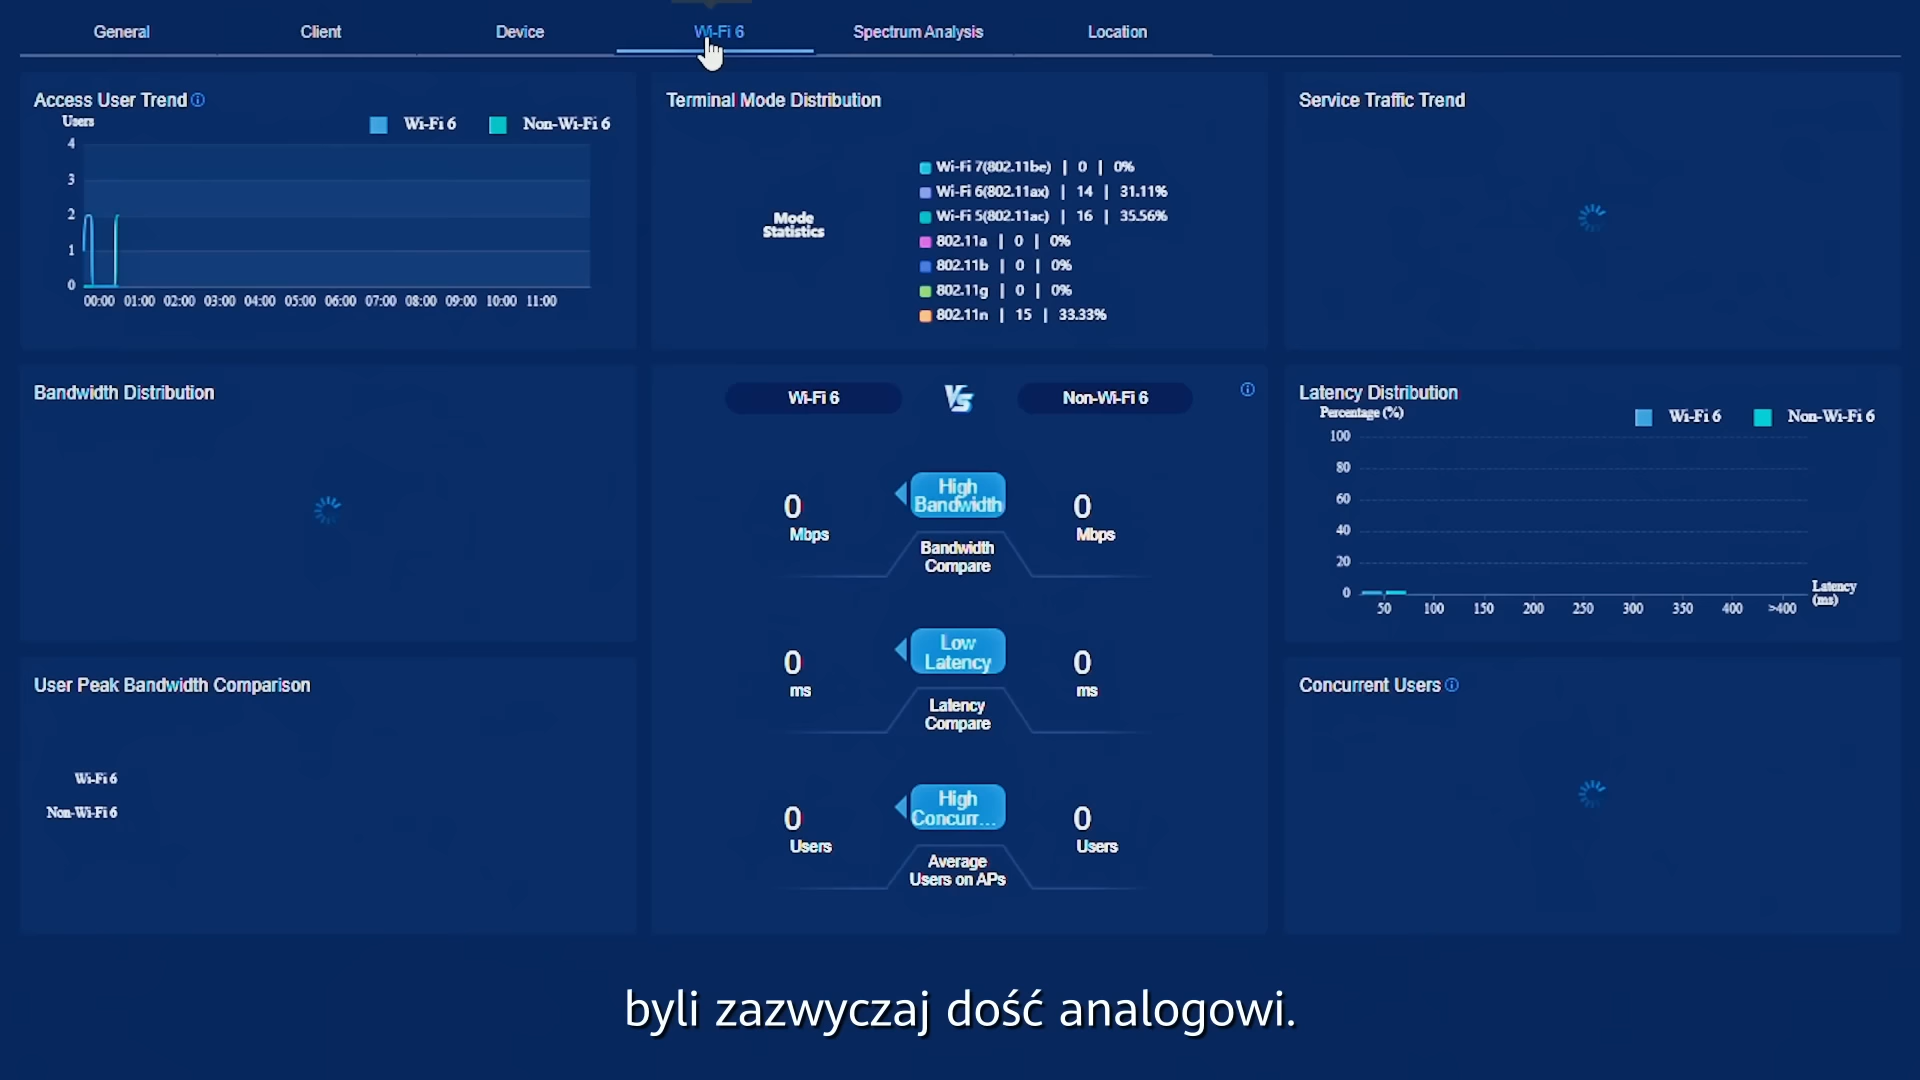 General
Client
Device
Wi-Fi 6
Spectrum Analysis
Location
Access User Trend
Users
Wi-Fi 6
Non-Wi-Fi 6
4
3
2
1
0
00:00 01:00 02:00 03:00 04:00 05:00 06:00 07:00 08:00 09:00 10:00 11:00
Terminal Mode Distribution
Mode
Statistics
Wi-Fi 7(802.11be) | 0 | 0%
Wi-Fi 6(802.11ax) | 14 | 31.11%
Wi-Fi 5(802.11ac) | 16 | 35.56%
802.11a | 0 | 0%
802.11b | 0 | 0%
802.11g | 0 | 0%
802.11n | 15 | 33.33%
Service Traffic Trend
Bandwidth Distribution
Wi-Fi 6
VS
Non-Wi-Fi 6
0
Mbps
High
Bandwidth
0
Mbps
Bandwidth
Compare
0
ms
Low
Latency
0
ms
Latency
Compare
0
Users
High
Concurr...
0
Users
Average
Users on APs
Latency Distribution
Percentage (%)
Wi-Fi 6
Non-Wi-Fi 6
100
80
60
40
20
0
50 100 150 200 250 300 350 400 >400
Latency
(ms)
User Peak Bandwidth Comparison
Wi-Fi 6
Non-Wi-Fi 6
Concurrent Users
byli zazwyczaj dość analogowi.